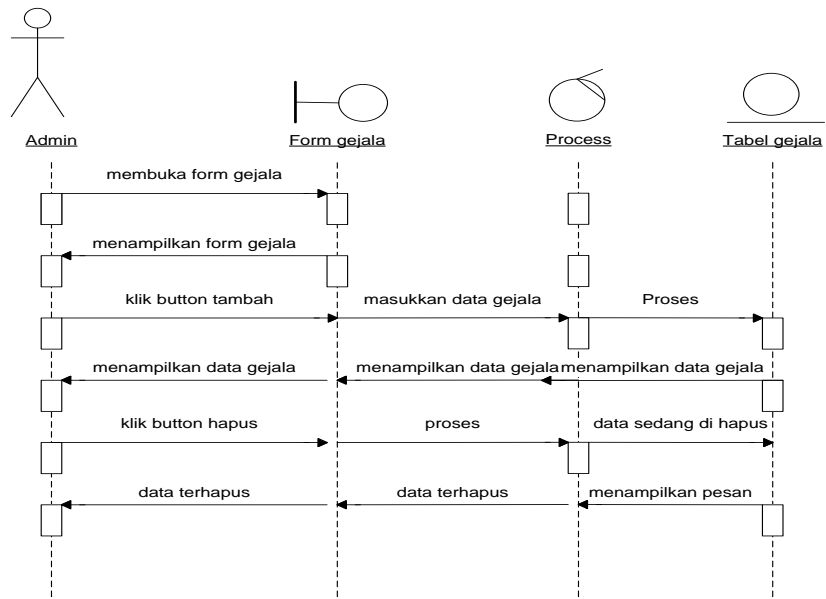 Admin
Form gejala
Process
Tabel gejala
membuka form gejala
menampilkan form gejala
klik button tambah
masukkan data gejala
Proses
menampilkan data gejala
menampilkan data gejala
menampilkan data gejala
klik button hapus
proses
data sedang di hapus
data terhapus
data terhapus
menampilkan pesan